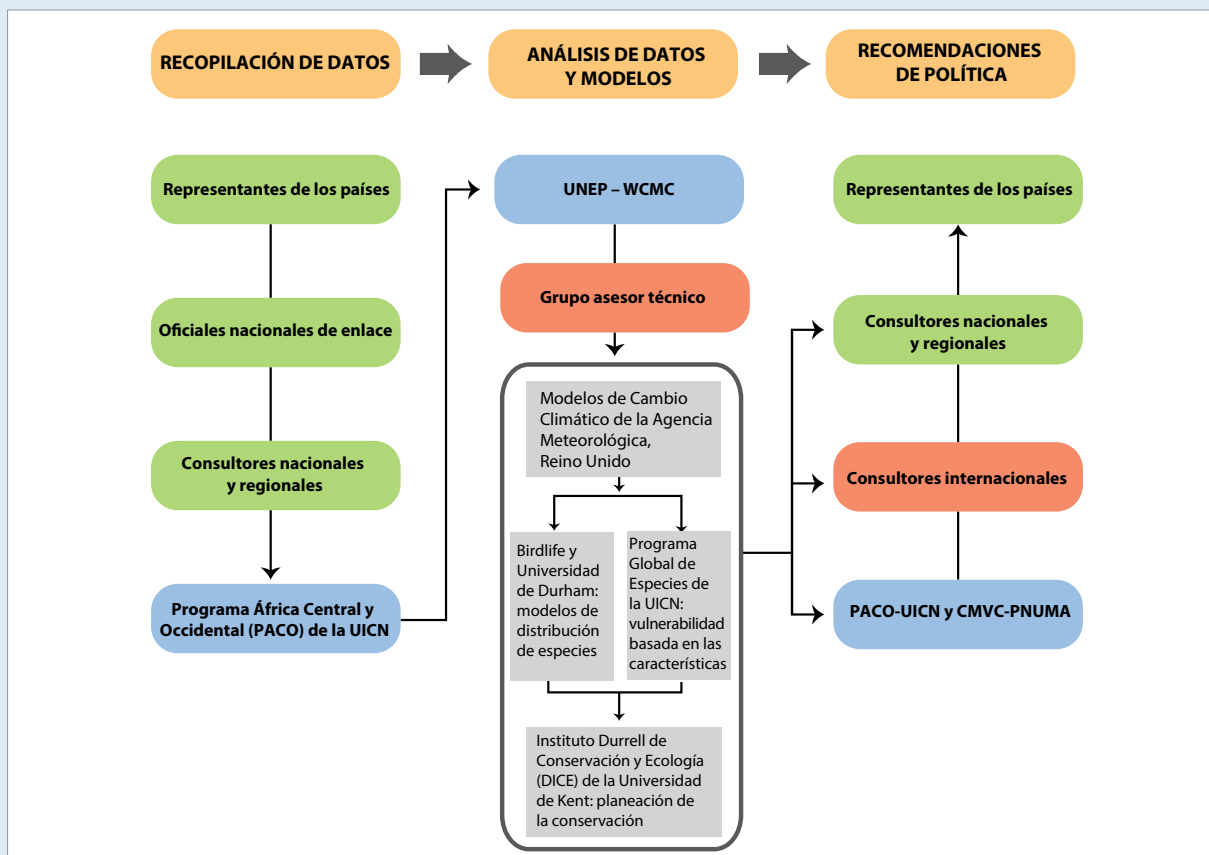 RECOPILACIÓN DE DATOS
ANÁLISIS DE DATOS
Y MODELOS
RECOMENDACIONES
DE POLÍTICA
Representantes de los países
Oficiales nacionales de enlace
Consultores nacionales
y regionales
Programa África Central y
Occidental (PACO) de la UICN
UNEP – WCMC
Grupo asesor técnico
Modelos de Cambio
Climático de la Agencia
Meteorológica,
Reino Unido
Birdlife y
Universidad
de Durham:
modelos de
distribución
de especies
Programa
Global de
Especies de
la UICN:
vulnerabilidad
basada en las
características
Instituto Durrell de
Conservación y Ecología
(DICE) de la Universidad
de Kent: planeación de
la conservación
Representantes de los países
Consultores nacionales
y regionales
Consultores internacionales
PACO-UICN y CMVC-PNUMA